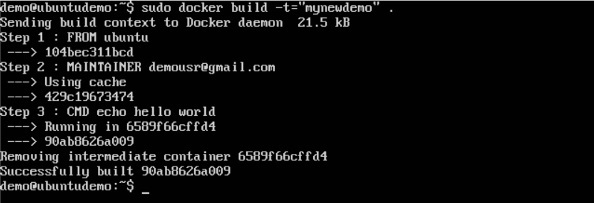 demo@ubuntudemo:~$ sudo docker build -t="mynewdemo" .
Sending build context to Docker daemon  21.5 kB
Step 1 : FROM ubuntu
 ---> 104bec311bcd
Step 2 : MAINTAINER demousr@gmail.com
 ---> Using cache
 ---> 429c19673474
Step 3 : CMD echo hello world
 ---> Running in 6589f66cffd4
 ---> 90ab8626a009
Removing intermediate container 6589f66cffd4
Successfully built 90ab8626a009
demo@ubuntudemo:~$ _